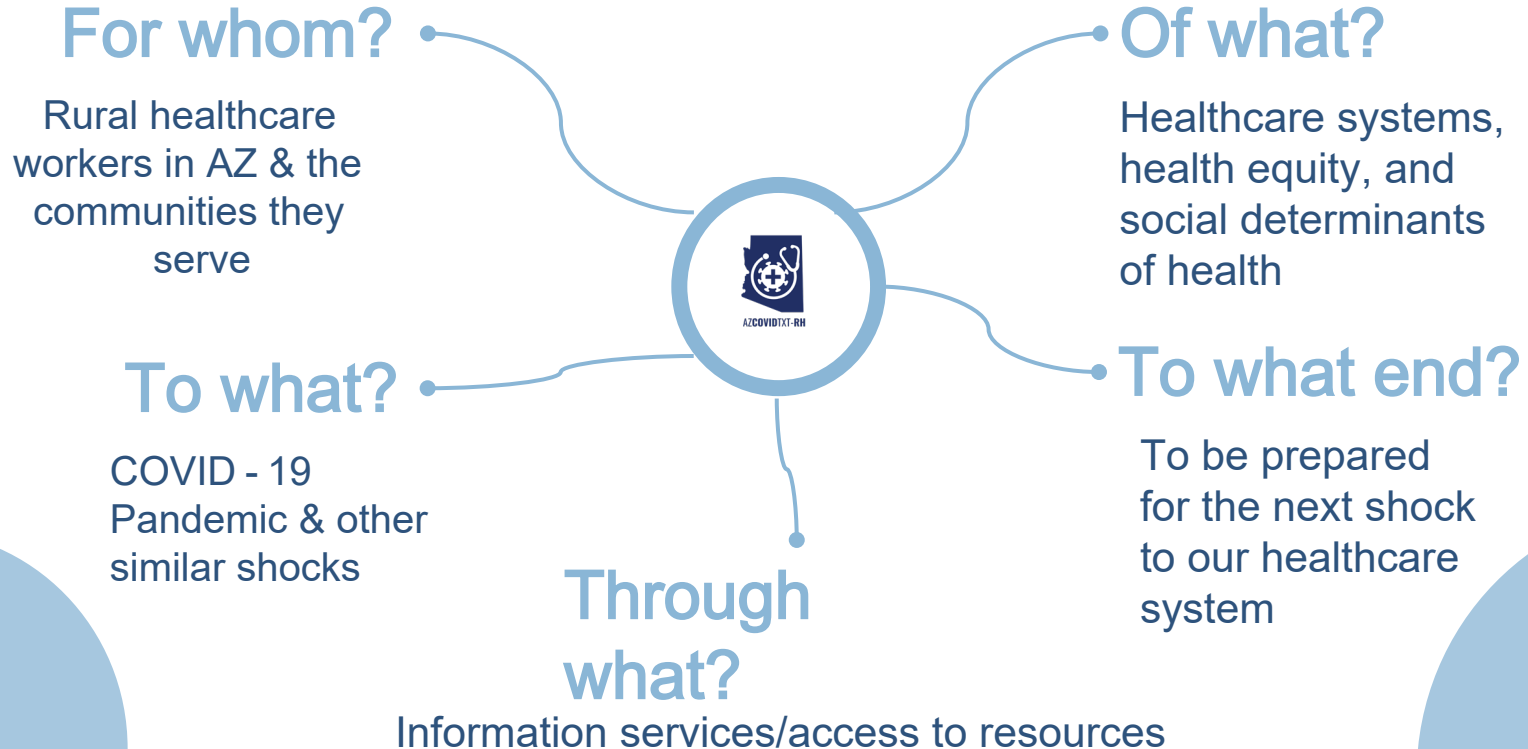 For whom?
Rural healthcare
workers in AZ & the
communities they
serve
Of what?
Healthcare systems,
health equity, and
social determinants
of health
AZCOVIDTXT-RH
To what?
COVID - 19
Pandemic & other
similar shocks
To what end?
To be prepared
for the next shock
to our healthcare
system
Through
what?
Information services/access to resources